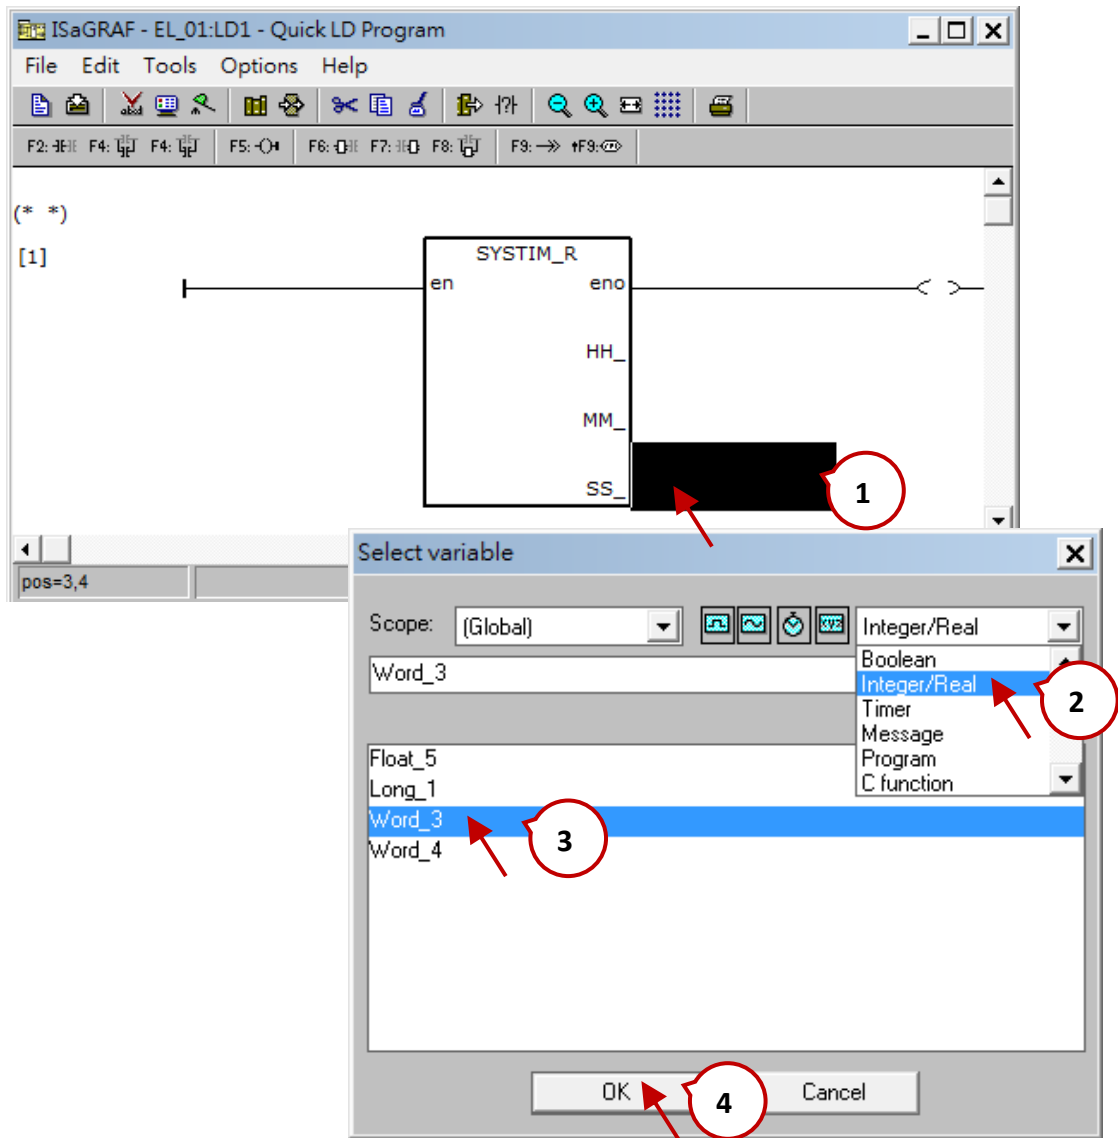 ISaGRAF - EL_01:LD1 - Quick LD Program
File Edit Tools Options Help
F2: F4: F4: F5: F6: F7: F8: F9: F9:
(* *)
[1]
SYSTIM_R
en eno
HH_
MM_
SS_
1
pos=3,4
Select variable
Scope: (Global) xyz Integer/Real
Word_3
Boolean
Integer/Real
Timer
Message
Program
C function
2
Float_5
Long_1
Word_3
Word_4
3
OK Cancel
4